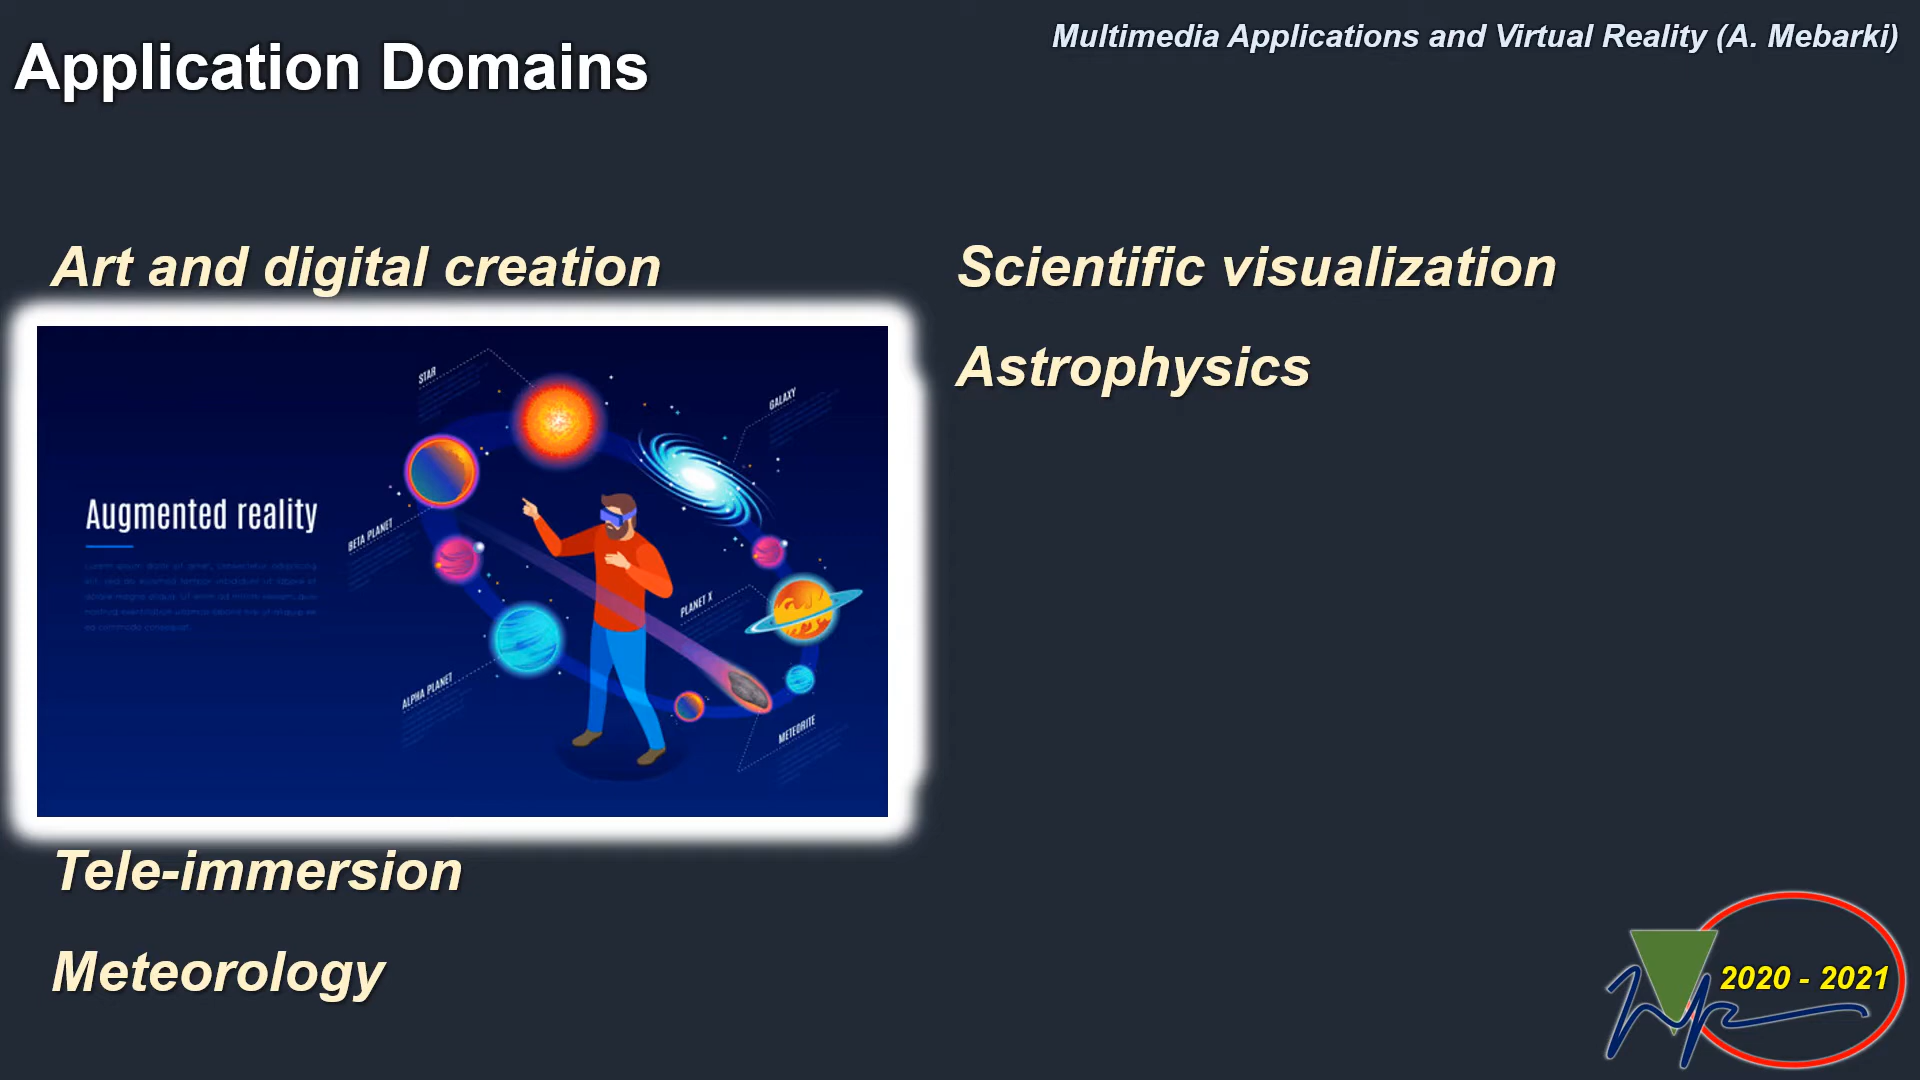 Multimedia Applications and Virtual Reality (A. Mebarki)
Application Domains
Art and digital creation
Scientific visualization
Astrophysics
STAR
GALAXY
Augmented reality
BETA PLANET
PLANET X
ALPHA PLANET
METEORITE
Tele-immersion
Meteorology
2020 - 2021